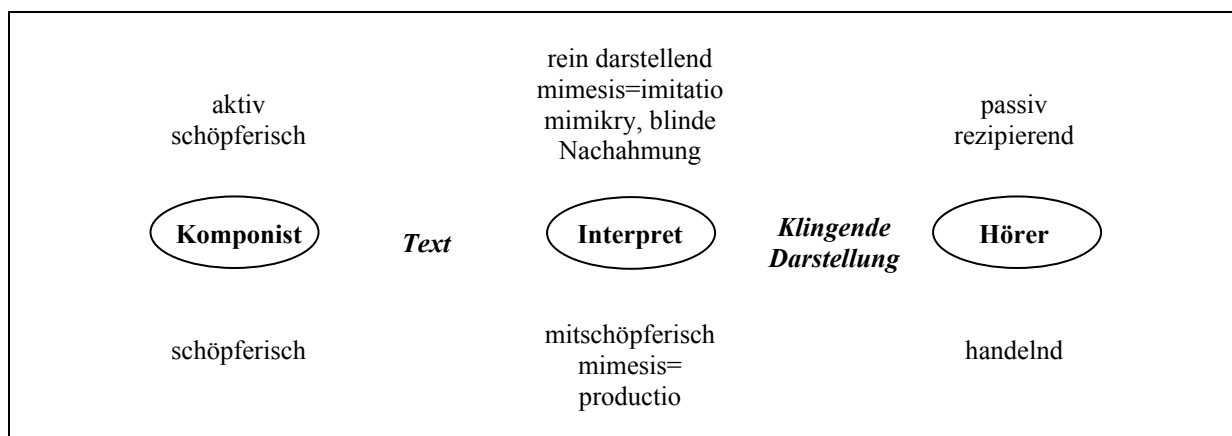 rein darstellend
mimesis=imitatio
mimikry, blinde
Nachahmung
aktiv
schöpferisch
passiv
rezipierend
Komponist
Text
Interpret
Klingende
Darstellung
Hörer
schöpferisch
mitschöpferisch
mimesis=
productio
handelnd